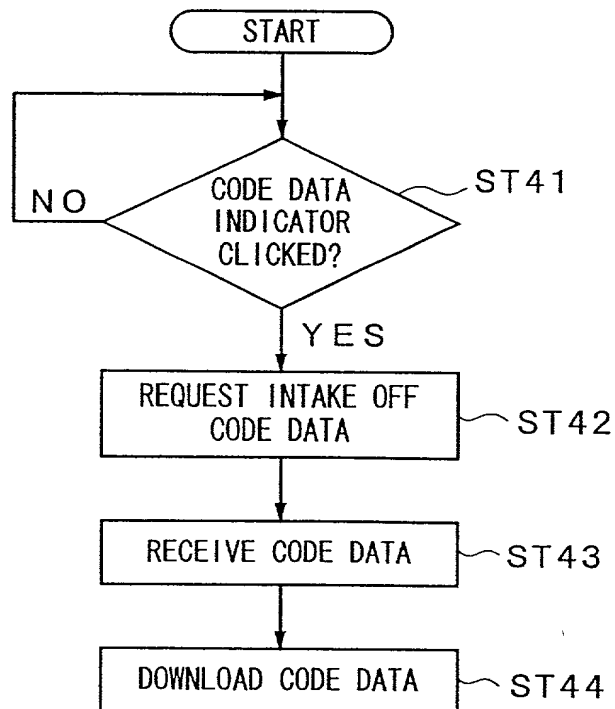 START
CODE DATA
INDICATOR
CLICKED?
ST41
NO
YES
REQUEST INTAKE OFF
CODE DATA
ST42
RECEIVE CODE DATA
ST43
DOWNLOAD CODE DATA
ST44